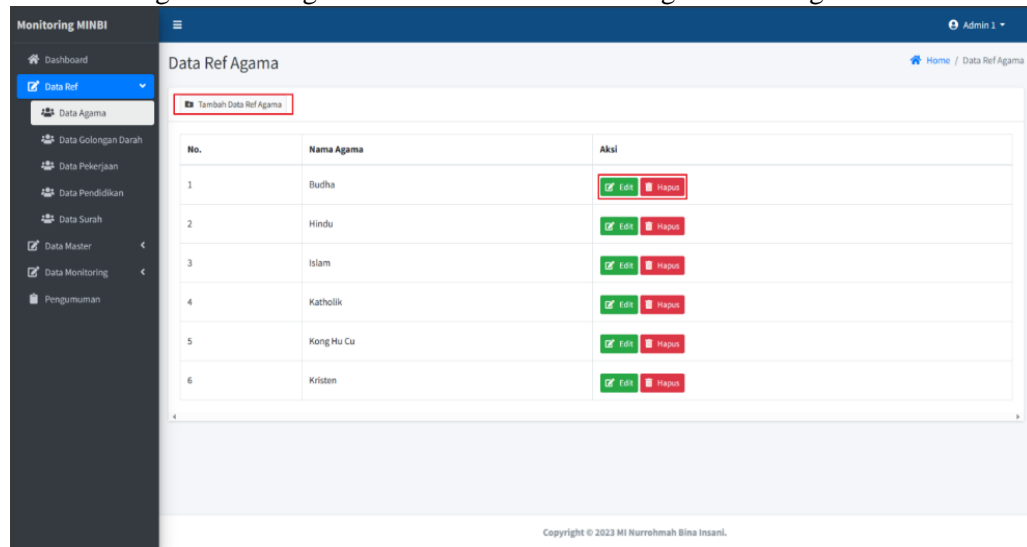 Monitoring MINBI
Admin 1
Dashboard
Data Ref
Data Agama
Data Golongan Darah
Data Pekerjaan
Data Pendidikan
Data Surah
Data Master
Data Monitoring
Pengumuman
Data Ref Agama
Home / Data Ref Agama
Tambah Data Ref Agama
No. Nama Agama Aksi
1 Budha Edit Hapus
2 Hindu Edit Hapus
3 Islam Edit Hapus
4 Katholik Edit Hapus
5 Kong Hu Cu Edit Hapus
6 Kristen Edit Hapus
Copyright © 2023 MI Nurrohmah Bina Insani.